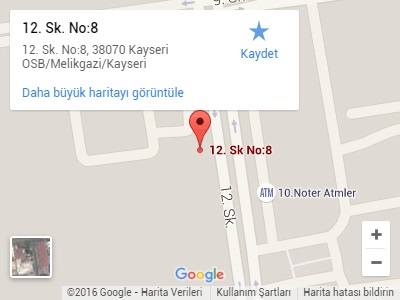 9. Sk.
12. Sk. No:8
12. Sk. No:8, 38070 Kayseri
OSB/Melikgazi/Kayseri
Kaydet
Daha büyük haritayı görüntüle
12. Sk No:8
12. Sk.
ATM
10.Noter Atmler
+
−
Google
©2016 Google - Harita Verileri
Kullanım Şartları
Harita hatası bildirin